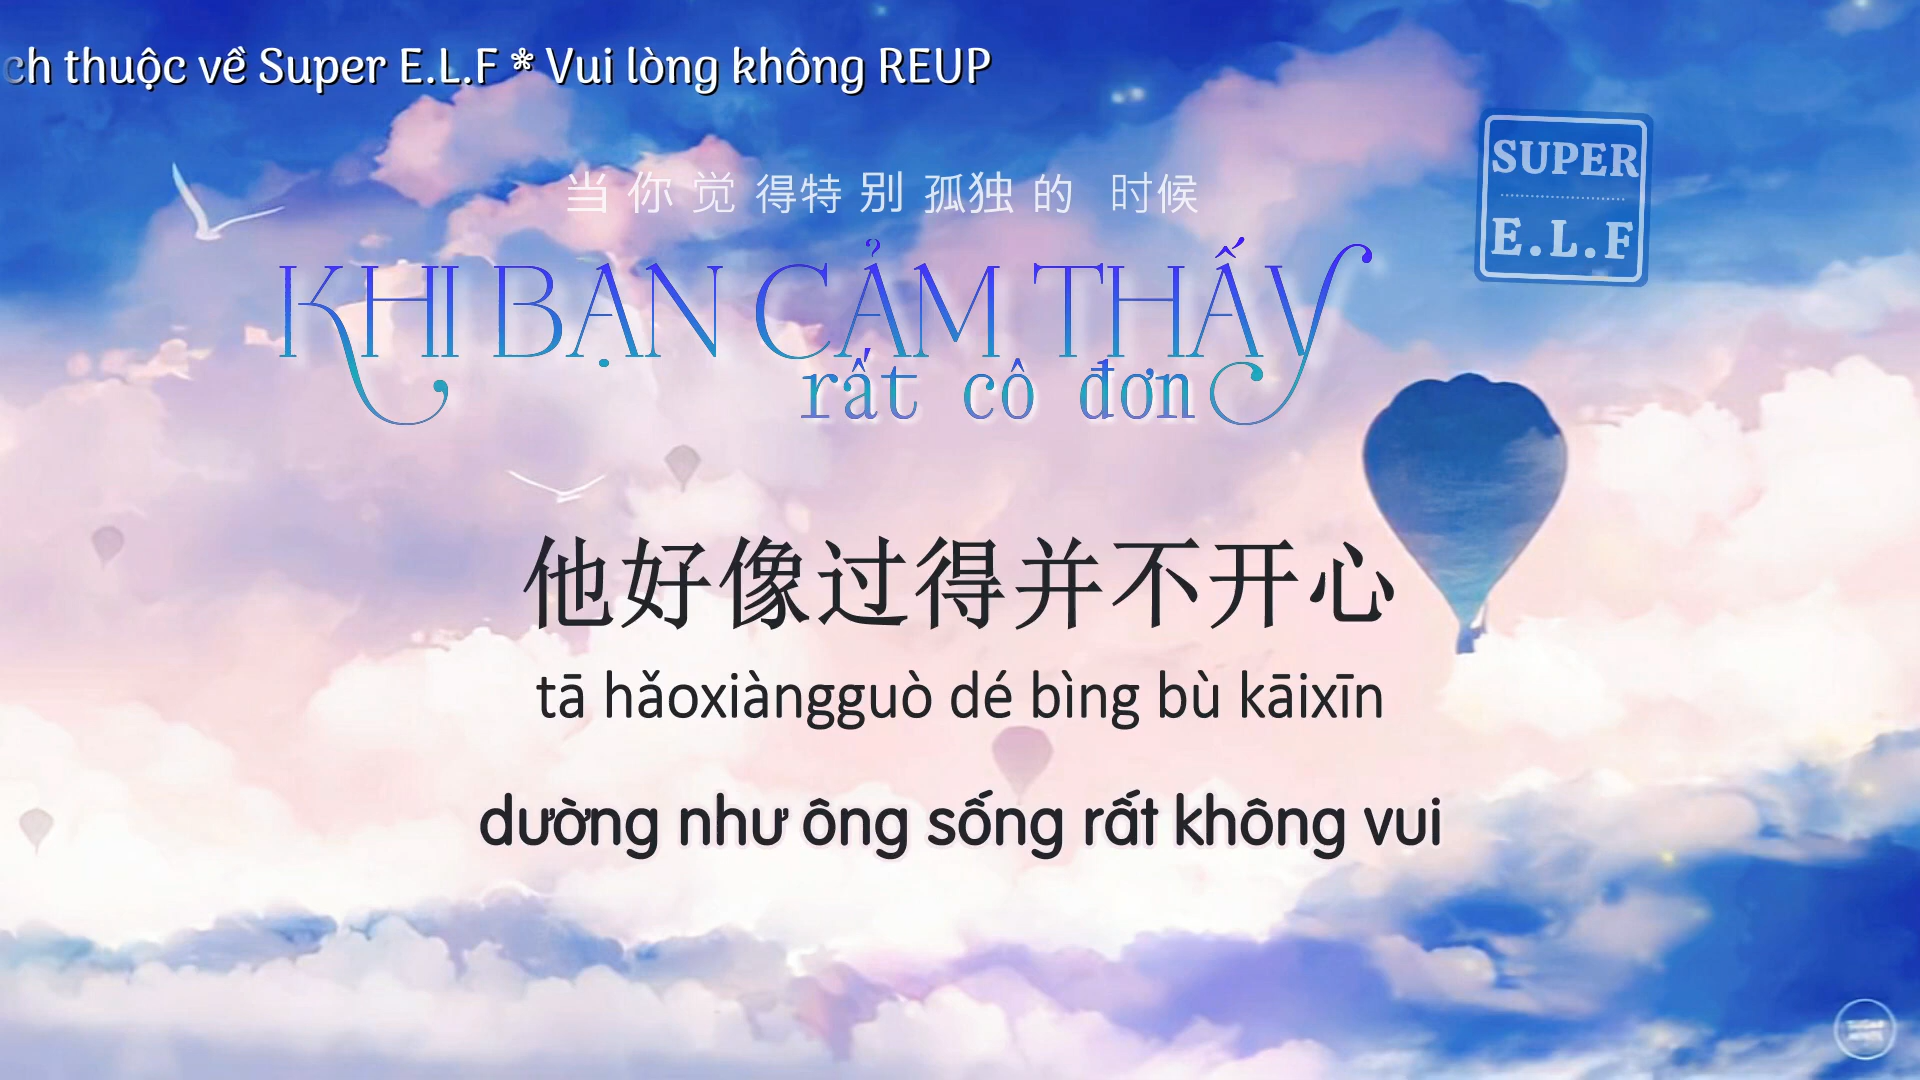 ch thuộc về Super E.L.F * Vui lòng không REUP
SUPER
E.L.F
当你觉得特别孤独的 时候
KHI BẠN CẢM THẤY
rất cô đơn
他好像过得并不开心
tā hǎoxiàngguò dé bìng bù kāixīn
dường như ông sống rất không vui